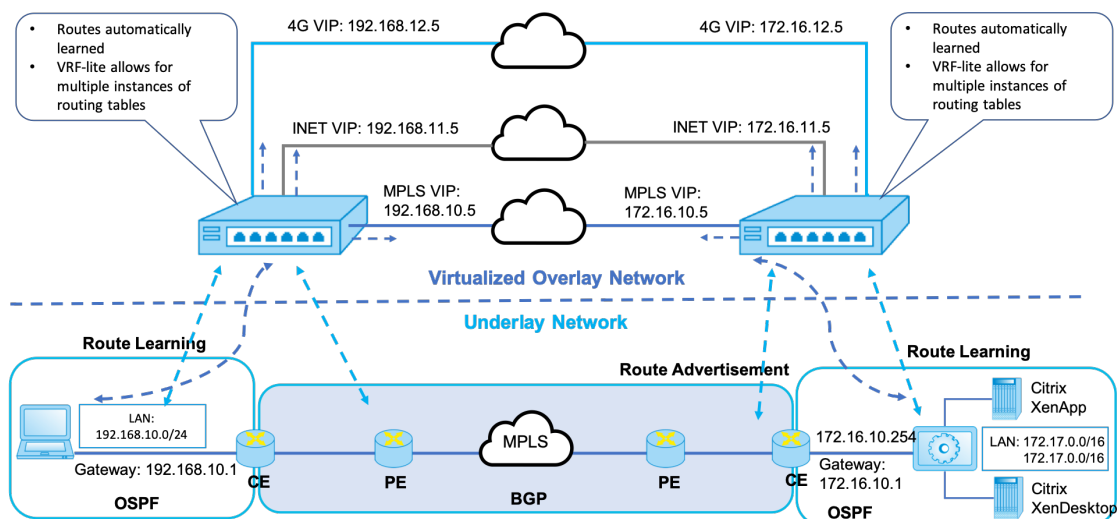 • Routes automatically
learned
• VRF-lite allows for
multiple instances of
routing tables
4G VIP: 192.168.12.5
4G VIP: 172.16.12.5
• Routes automatically
learned
• VRF-lite allows for
multiple instances of
routing tables
INET VIP: 192.168.11.5
INET VIP: 172.16.11.5
MPLS VIP:
192.168.10.5
MPLS VIP:
172.16.10.5
Virtualized Overlay Network
Underlay Network
Route Learning
Route Advertisement
Route Learning
LAN:
192.168.10.0/24
Gateway: 192.168.10.1
OSPF
CE
PE
MPLS
BGP
PE
CE
172.16.10.254
Gateway:
172.16.10.1
OSPF
Citrix
XenApp
LAN: 172.17.0.0/16
172.17.0.0/16
Citrix
XenDesktop